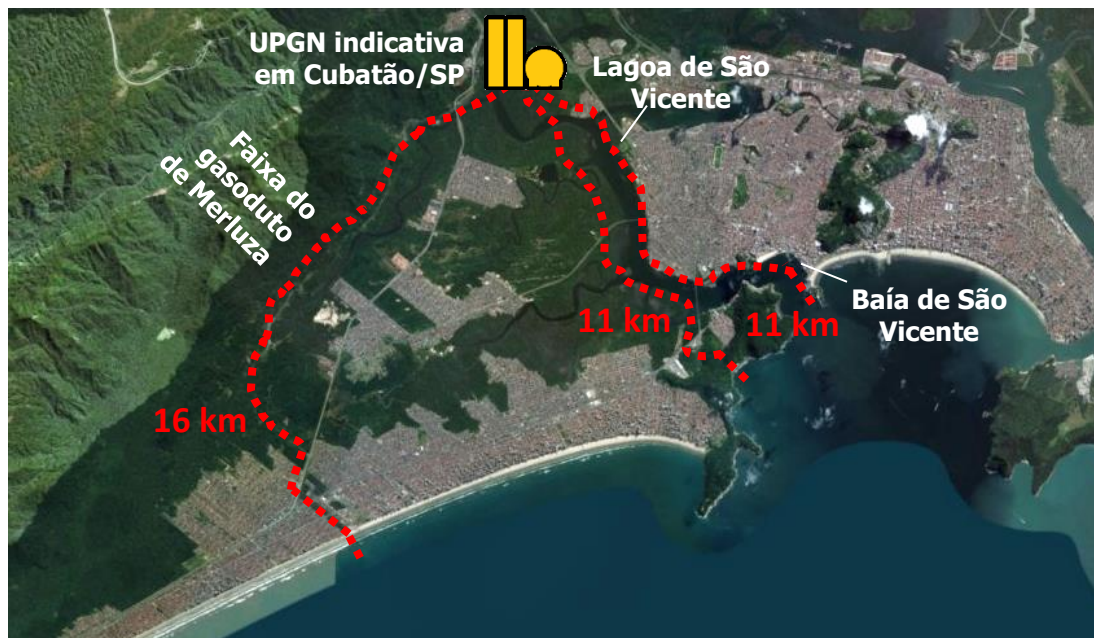 UPGN indicativa
em Cubatão/SP
Lagoa de São
Vicente
Faixa do
gasoduto
de Merluza
Baía de São
Vicente
11 km
11 km
16 km